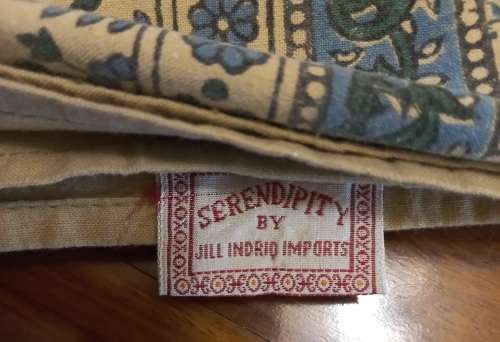 SERENDIPITY
BY
JILL INDRIO IMPORTS